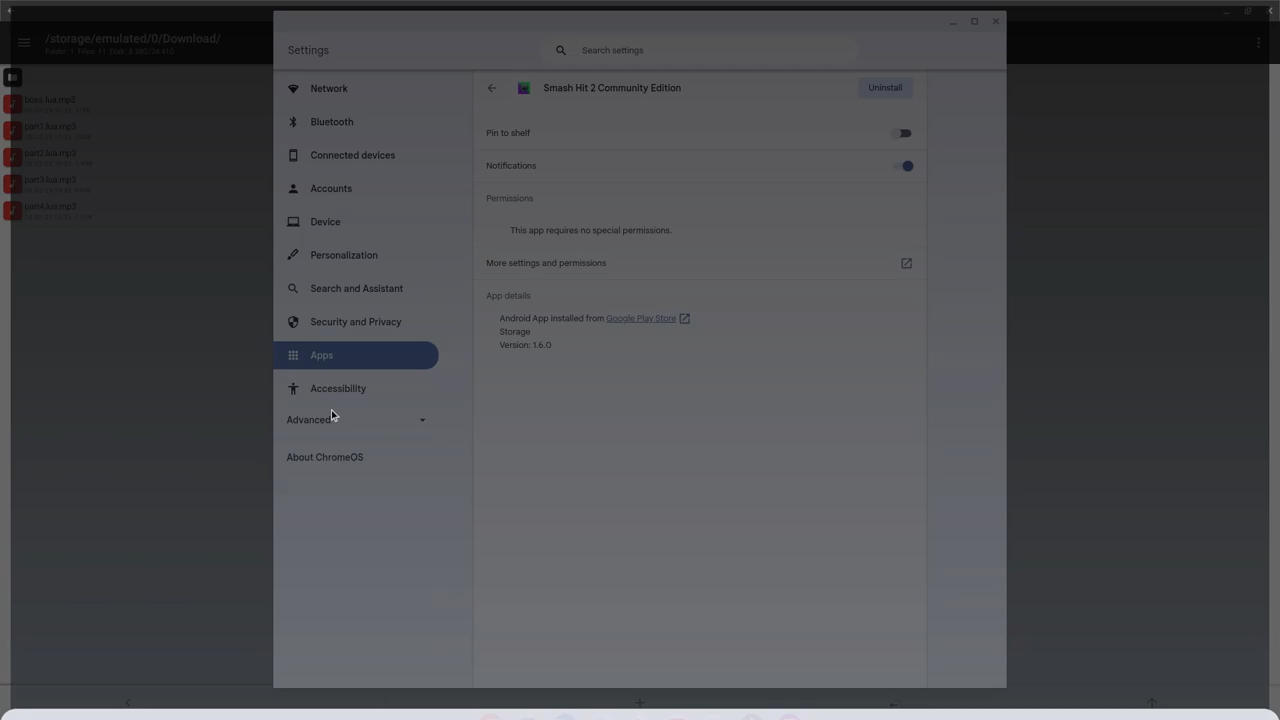 /storage/emulated/0/Download/
boss.lua.mp3
part1.lua.mp3
part2.lua.mp3
part3.lua.mp3
part4.lua.mp3
Settings
Search settings
Network
Bluetooth
Connected devices
Accounts
Device
Personalization
Search and Assistant
Security and Privacy
Apps
Accessibility
Advanced
About ChromeOS
Smash Hit 2 Community Edition
Uninstall
Pin to shelf
Notifications
Permissions
This app requires no special permissions.
More settings and permissions
App details
Android App installed from Google Play Store
Storage
Version: 1.6.0